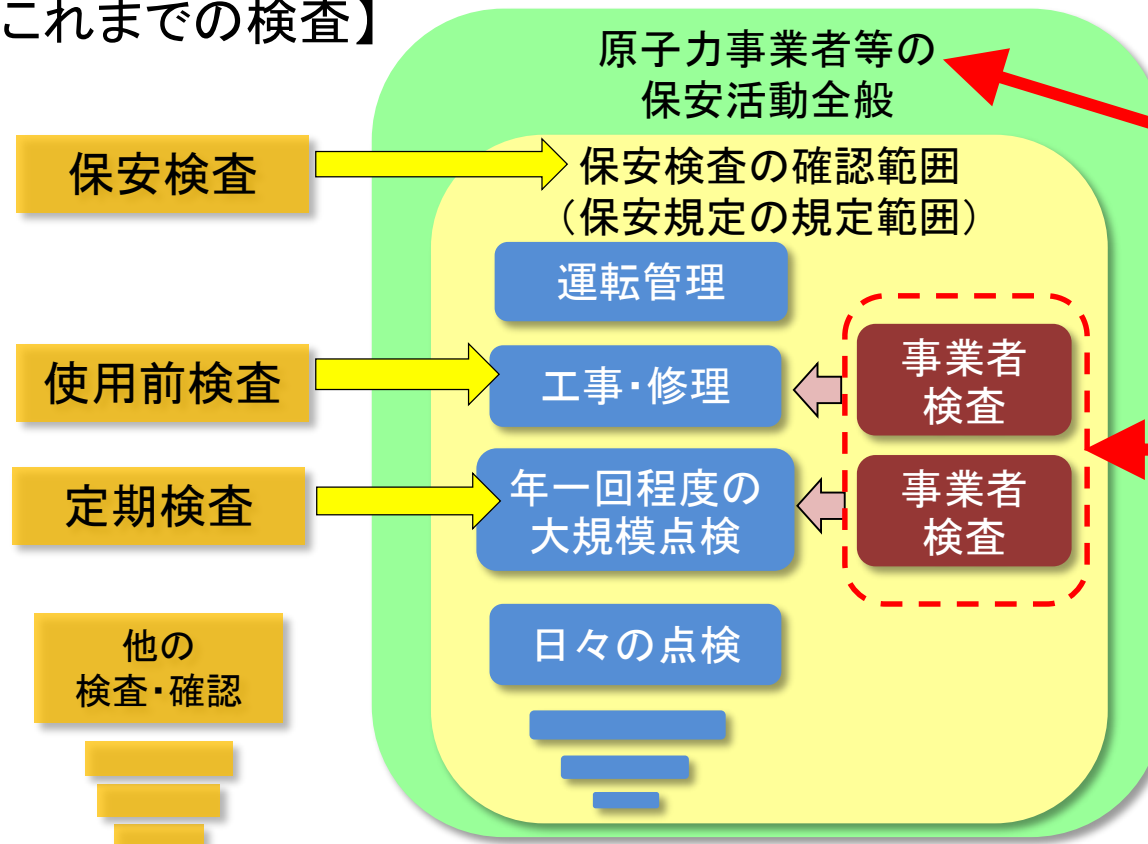 これまでの検査】
原子力事業者等の
保安活動全般
保安検査
保安検査の確認範囲
（保安規定の規定範囲）
運転管理
使用前検査
工事・修理
事業者
検査
定期検査
年一回程度の
大規模点検
事業者
検査
他の
検査・確認
日々の点検